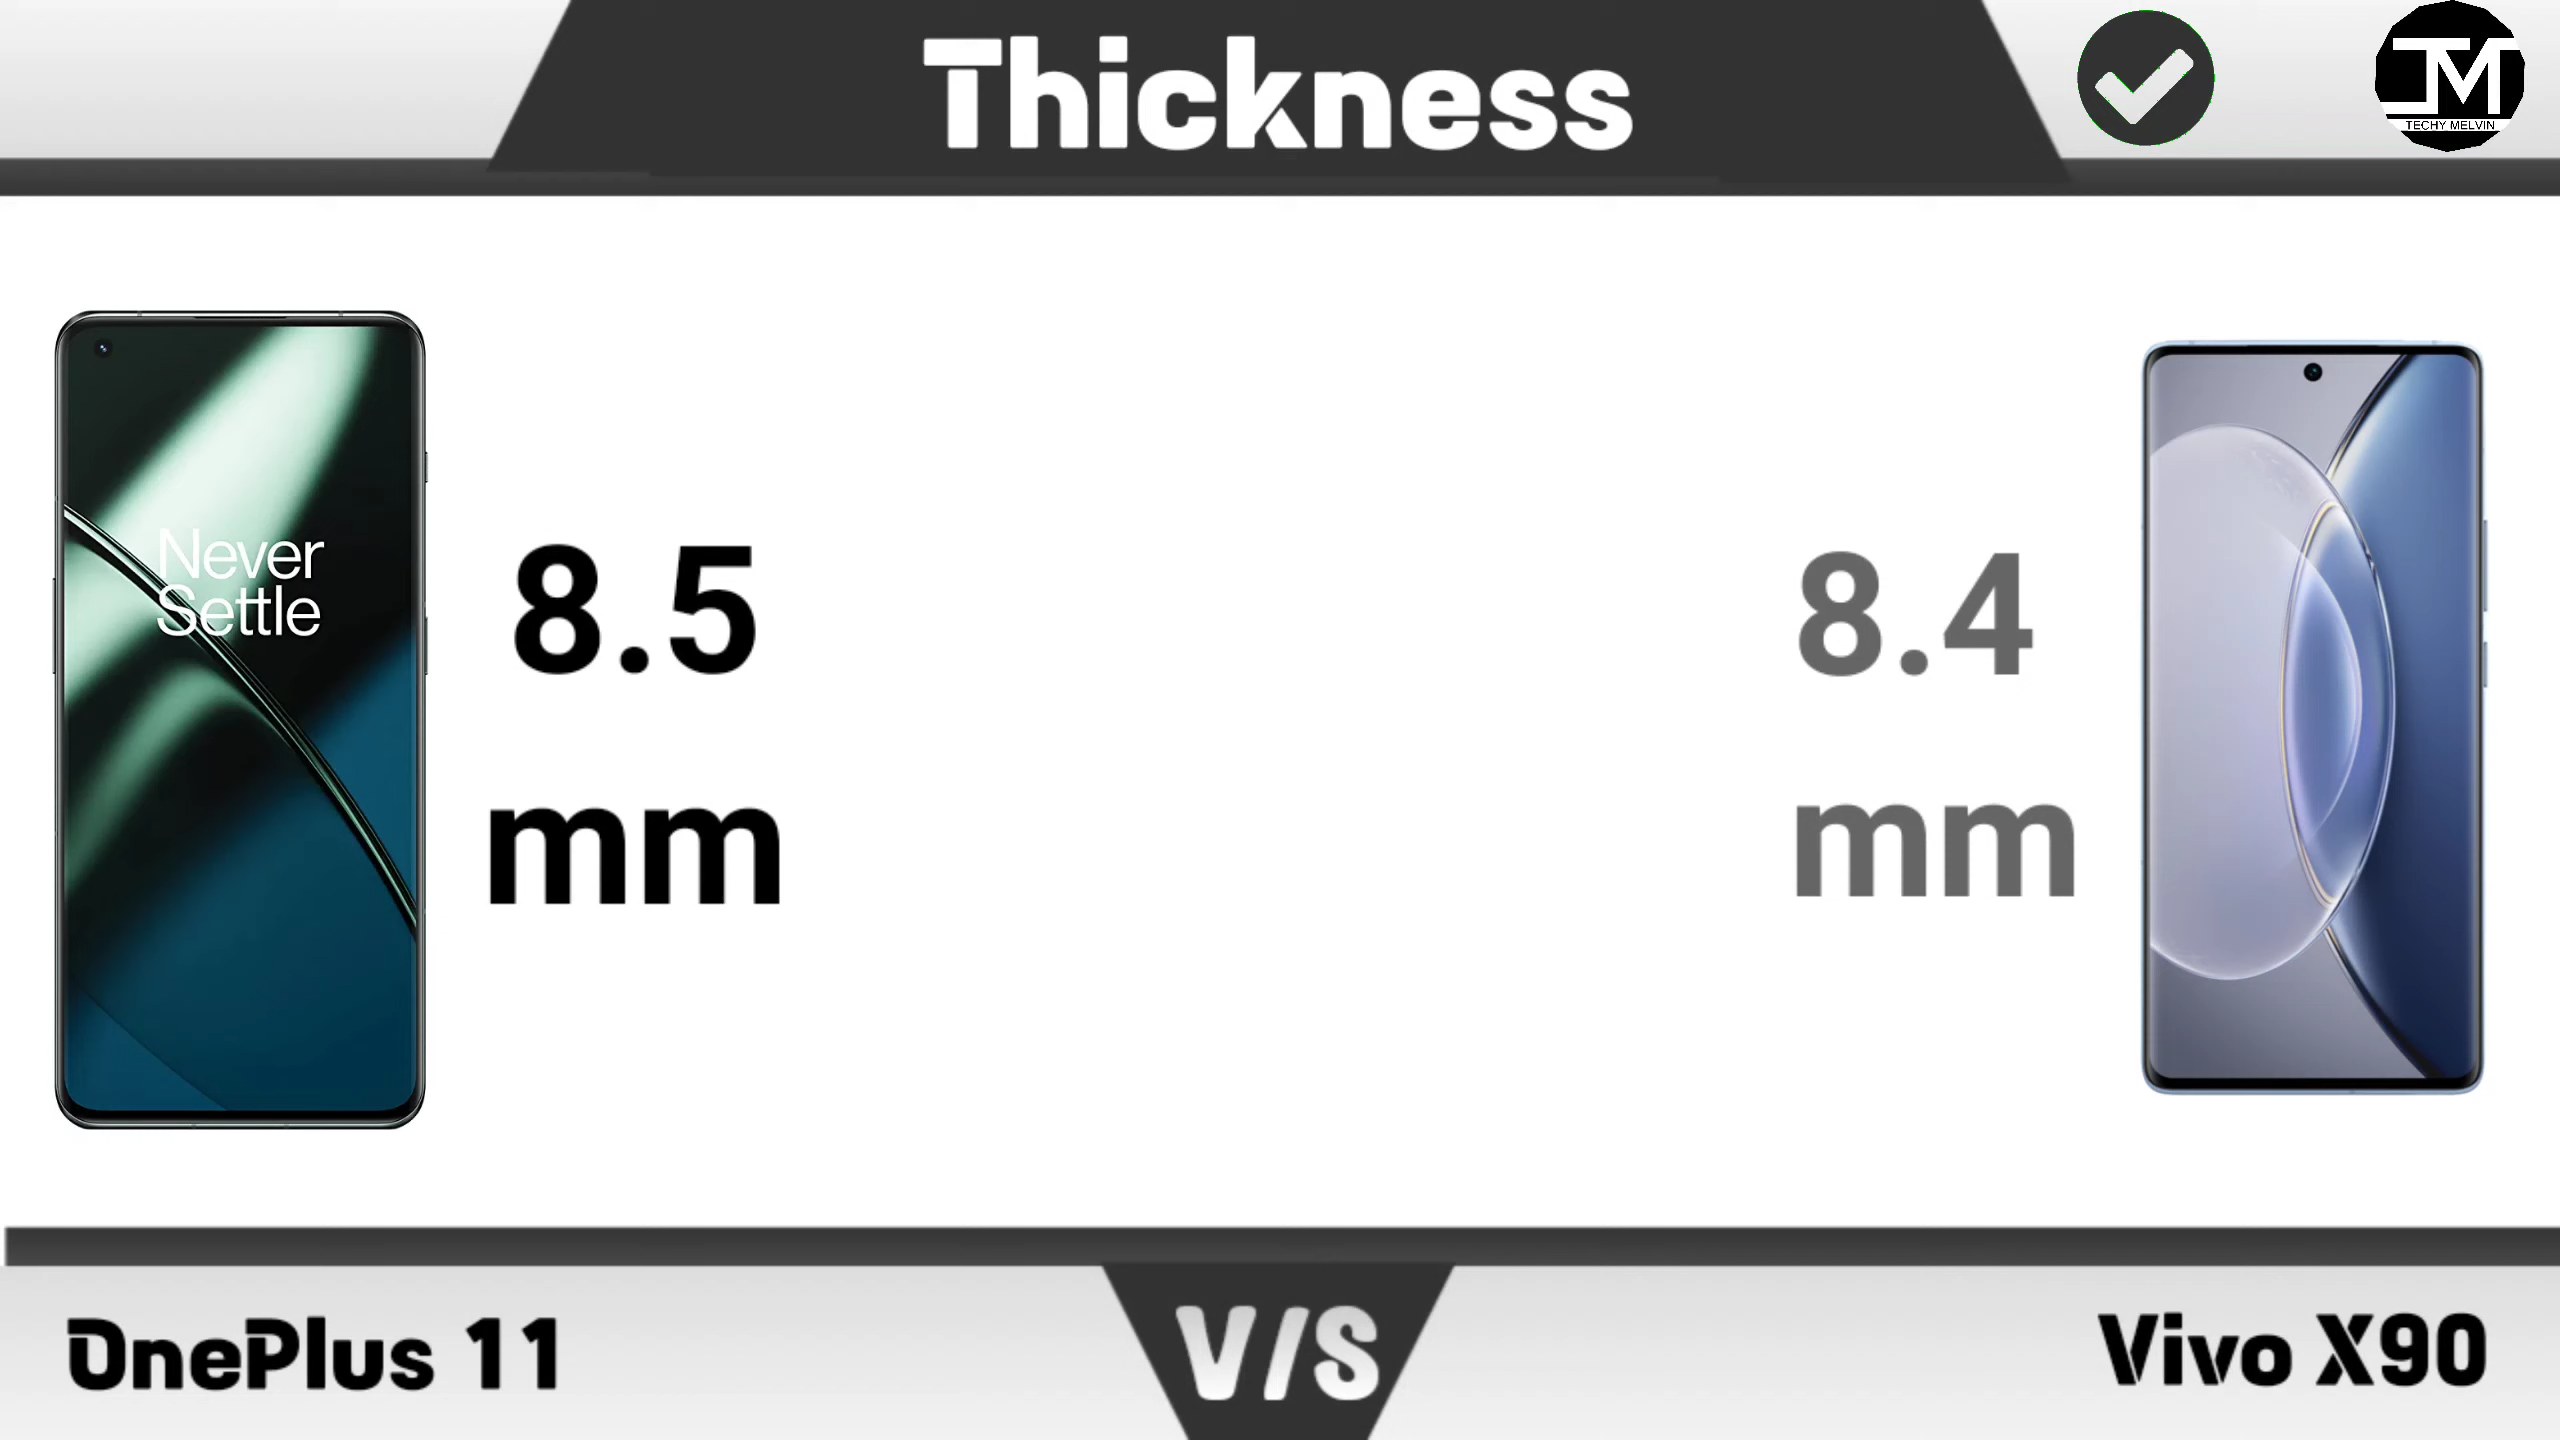 Thickness
TECHY MELVIN
Never
Settle
8.5
mm
8.4
mm
OnePlus 11
V/S
Vivo X90